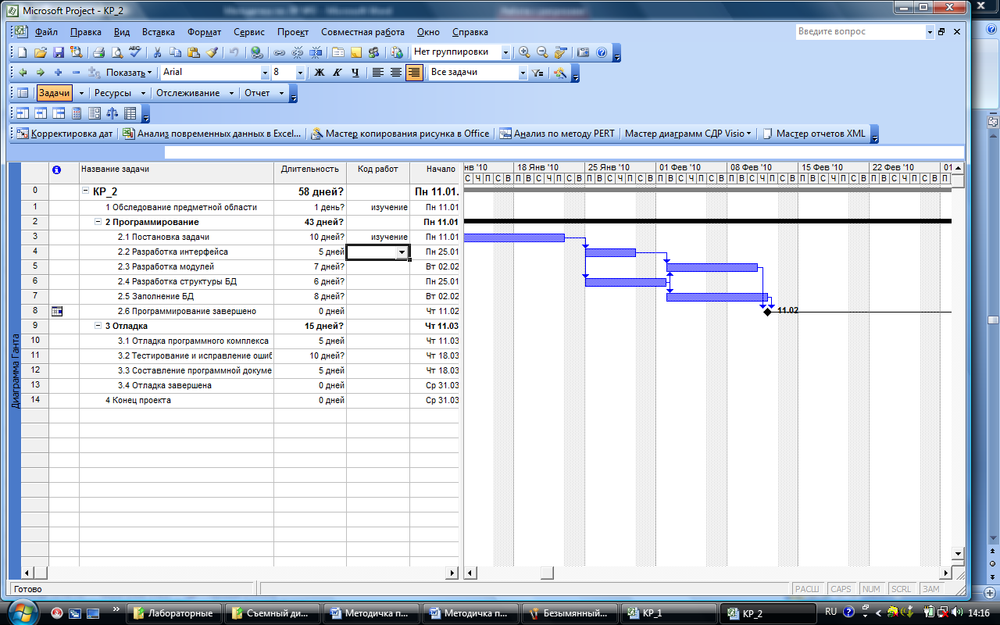 Microsoft Project - KP_2
Файл Правка Вид Вставка Формат Сервис Проект Совместная работа Окно Справка Введите вопрос
Нет группировки
Показать Arial 8 Ж К Ч Все задачи
Задачи Ресурсы Отслеживание Отчет
Корректировка дат Анализ повременных данных в Excel... Мастер копирования рисунка в Office Анализ по методу PERT Мастер диаграмм СДР Visio Мастер отчетов XML
Название задачи Длительность Код работ Начало
нв '10 18 Янв '10 25 Янв '10 01 Фев '10 08 Фев '10 15 Фев '10 22 Фев '10 01
С Ч П С В П В С Ч П С В П В С Ч П С В П В С Ч П С В П В С Ч П С В П В С Ч П С В П В С Ч П С В П
0 KP_2 58 дней? Пн 11.01.
1 1 Обследование предметной области 1 день? изучение Пн 11.01
2 2 Программирование 43 дней? Пн 11.01
3 2.1 Постановка задачи 10 дней? изучение Пн 11.01
4 2.2 Разработка интерфейса 5 дней Пн 25.01
5 2.3 Разработка модулей 7 дней? Вт 02.02
6 2.4 Разработка структуры БД 6 дней? Пн 25.01
7 2.5 Заполнение БД 8 дней? Вт 02.02
8 2.6 Программирование завершено 0 дней Чт 11.02 11.02
9 3 Отладка 15 дней? Чт 11.03
10 3.1 Отладка программного комплекса 5 дней Чт 11.03
11 3.2 Тестирование и исправление ошиб 10 дней? Чт 18.03
12 3.3 Составление программной докуме 5 дней Чт 18.03
13 3.4 Отладка завершена 0 дней Ср 31.03
14 4 Конец проекта 0 дней Ср 31.03
Диаграмма Ганта
Готово РАСШ CAPS NUM SCRL ЗАМ
Лабораторные Съемный ди... Методичка п... Методичка п... Безымянный... KP_1 KP_2 RU 14:16